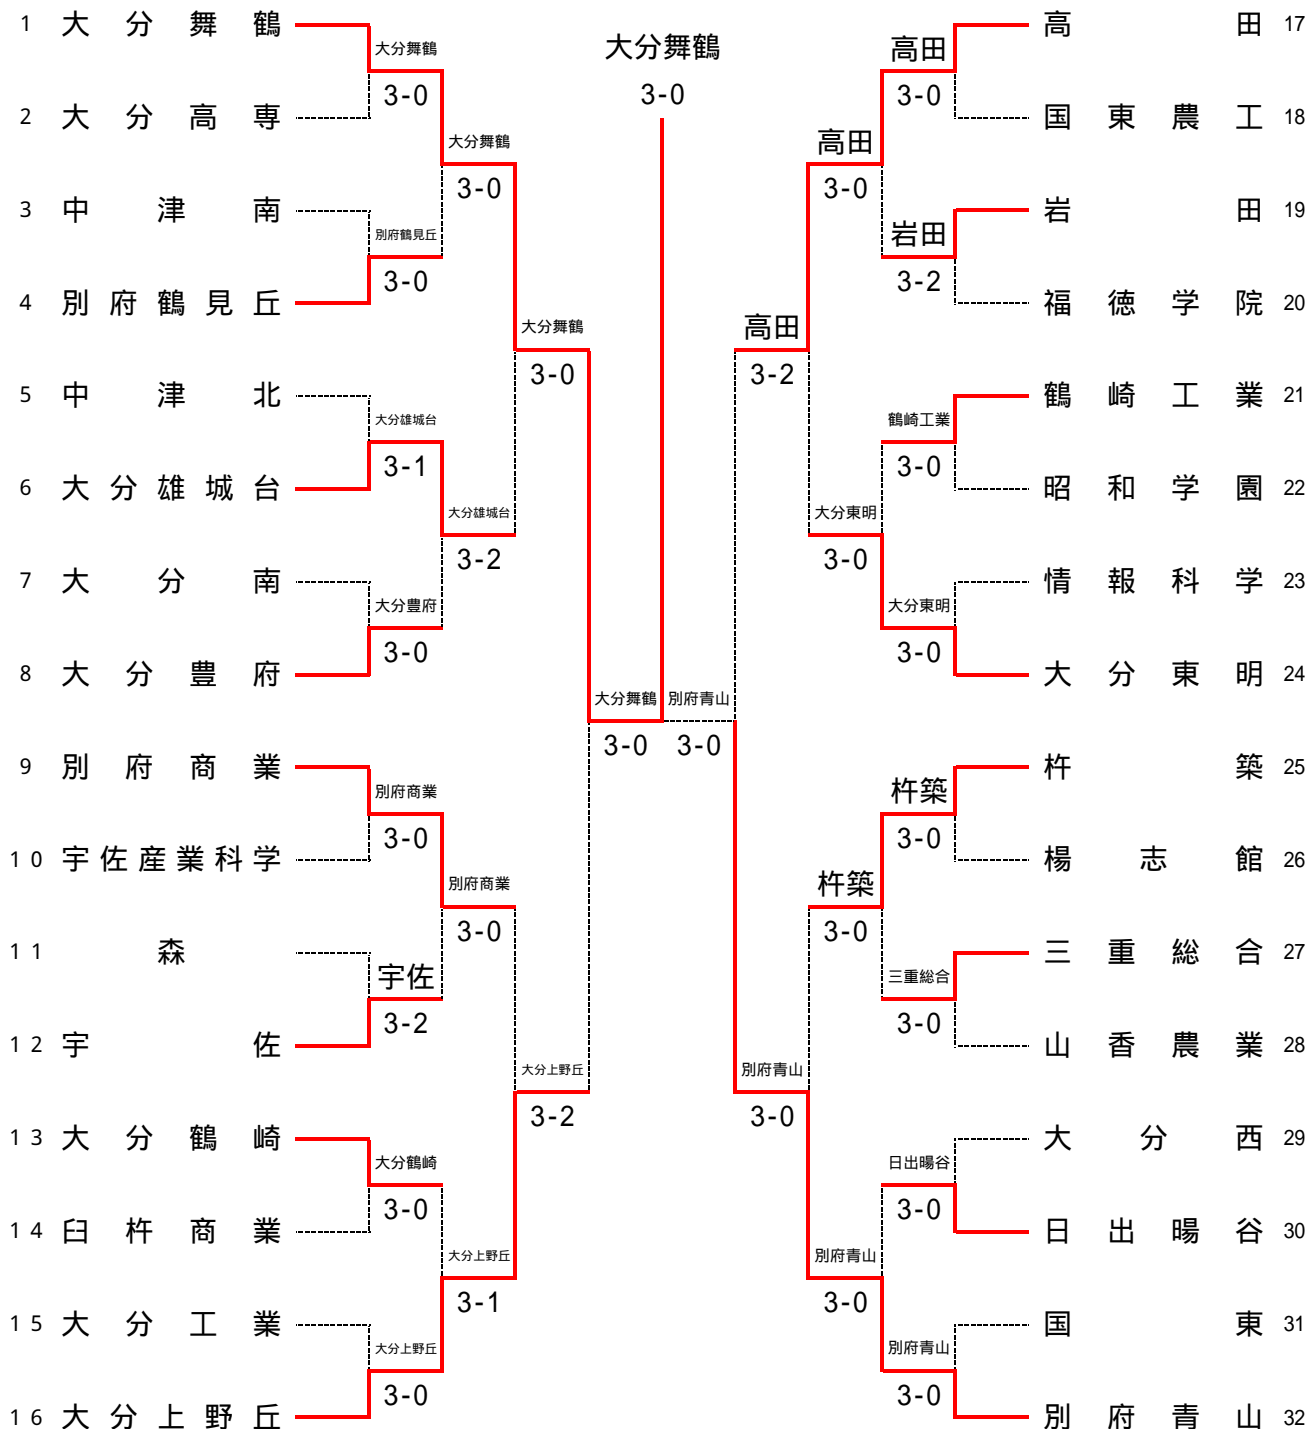 1 大分舞鶴
2 大分高専
3 中津南
4 別府鶴見丘
5 中津北
6 大分雄城台
7 大分南
8 大分豊府
9 別府商業
10 宇佐産業科学
11 森
12 宇佐
13 大分鶴崎
14 臼杵商業
15 大分工業
16 大分上野丘
大分舞鶴
3-0
別府鶴見丘
3-0
大分雄城台
3-1
大分豊府
3-0
別府商業
3-0
宇佐
3-2
大分鶴崎
3-0
大分上野丘
3-0
大分舞鶴
3-0
大分雄城台
3-2
別府商業
3-0
大分上野丘
3-1
大分舞鶴
3-0
大分上野丘
3-2
大分舞鶴
3-0
大分舞鶴
3-0
別府青山
3-0
高田
3-2
別府青山
3-0
高田
3-0
大分東明
3-0
杵築
3-0
別府青山
3-0
高田
3-0
岩田
3-2
鶴崎工業
3-0
大分東明
3-0
杵築
3-0
三重総合
3-0
日出暘谷
3-0
別府青山
3-0
高田 17
国東農工 18
岩田 19
福徳学院 20
鶴崎工業 21
昭和学園 22
情報科学 23
大分東明 24
杵築 25
楊志館 26
三重総合 27
山香農業 28
大分西 29
日出暘谷 30
国東 31
別府青山 32